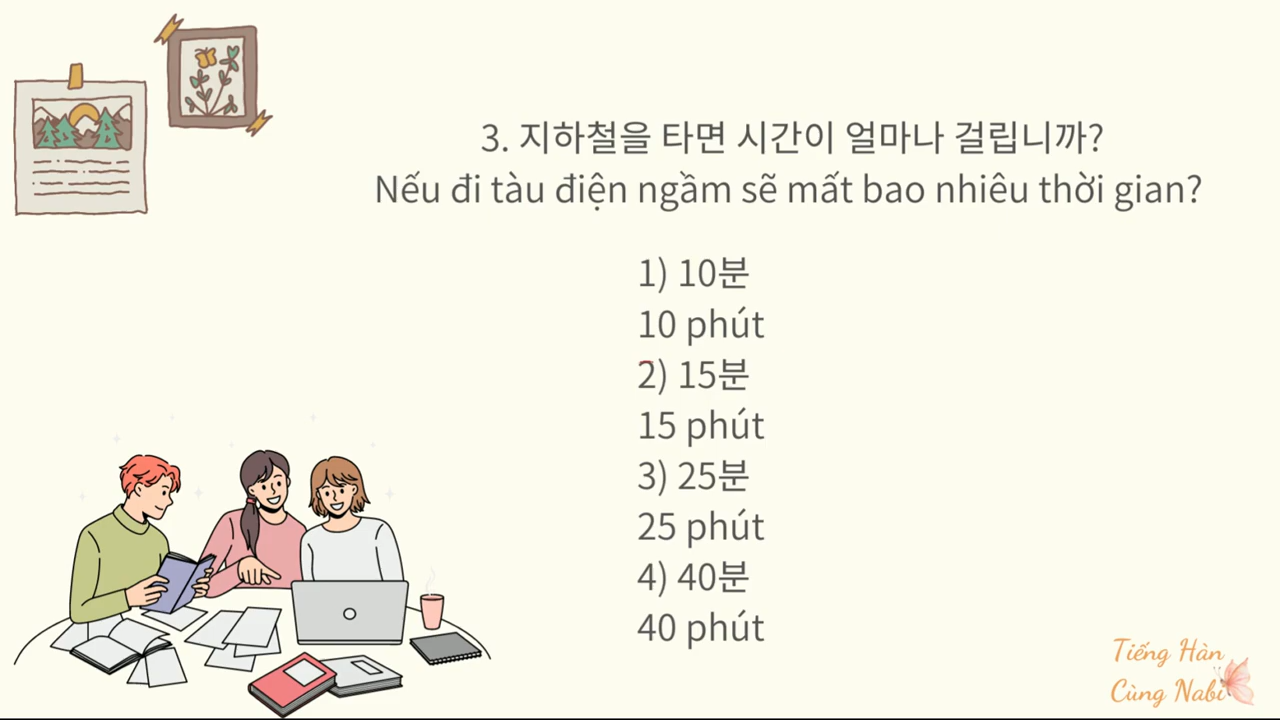 3. 지하철을 타면 시간이 얼마나 걸립니까?
Nếu đi tàu điện ngầm sẽ mất bao nhiêu thời gian?
1) 10분
10 phút
2) 15분
15 phút
3) 25분
25 phút
4) 40분
40 phút
Tiếng Hàn
Cùng Nabi